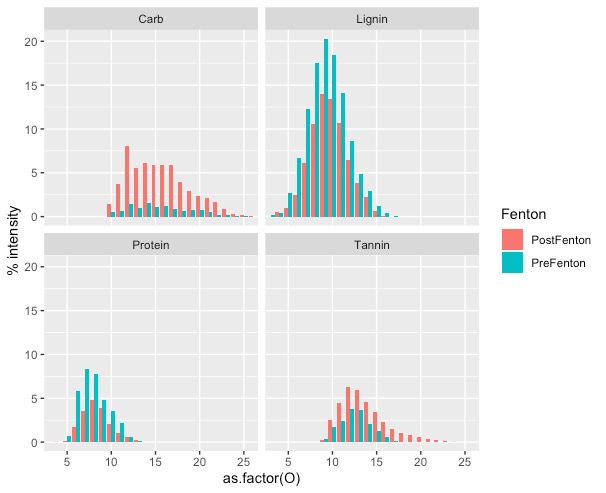 Carb
Lignin
20
15
10
5
0
Protein
Tannin
20
15
10
5
0
5 10 15 20 25
5 10 15 20 25
as.factor(O)
% intensity
Fenton
PostFenton
PreFenton